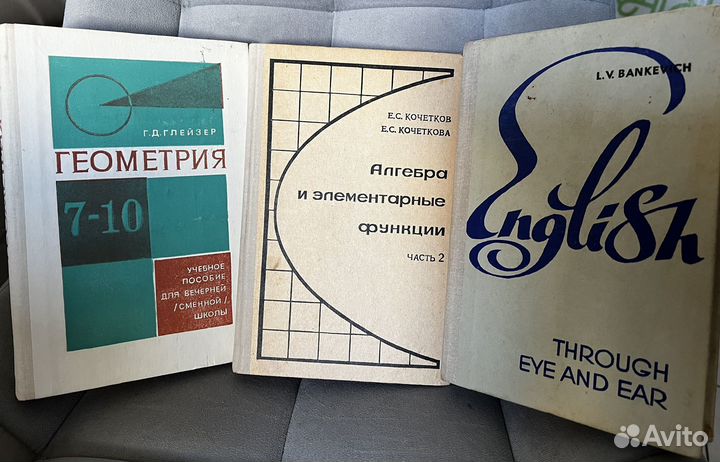 Г.Д.ГЛЕЙЗЕР
ГЕОМЕТРИЯ
7-10
УЧЕБНОЕ
ПОСОБИЕ
ДЛЯ ВЕЧЕРНЕЙ
/СМЕННОЙ/
ШКОЛЫ
Е.С. КОЧЕТКОВ
Е.С. КОЧЕТКОВА
Алгебра
и элементарные
функции
ЧАСТЬ 2
L.V. BANKEVICH
English
THROUGH
EYE AND EAR
Avito